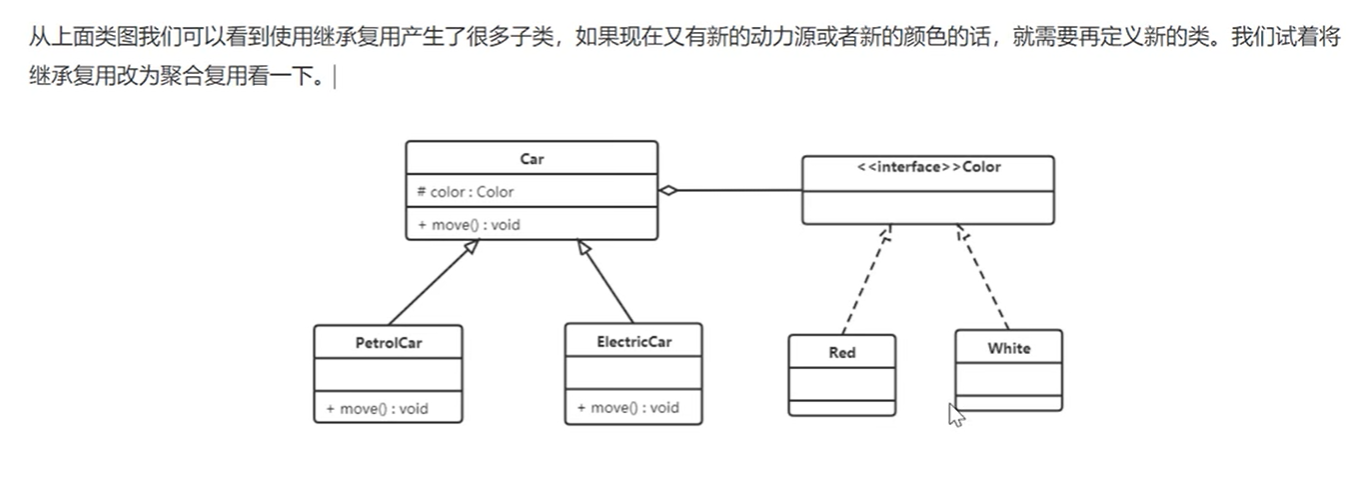 从上面类图我们可以看到使用继承复用产生了很多子类，如果现在又有新的动力源或者新的颜色的话，就需要再定义新的类。我们试着将
继承复用改为聚合复用看一下。
Car
# color : Color
+ move() : void
<<interface>>Color
PetrolCar
+ move() : void
ElectricCar
+ move() : void
Red
White